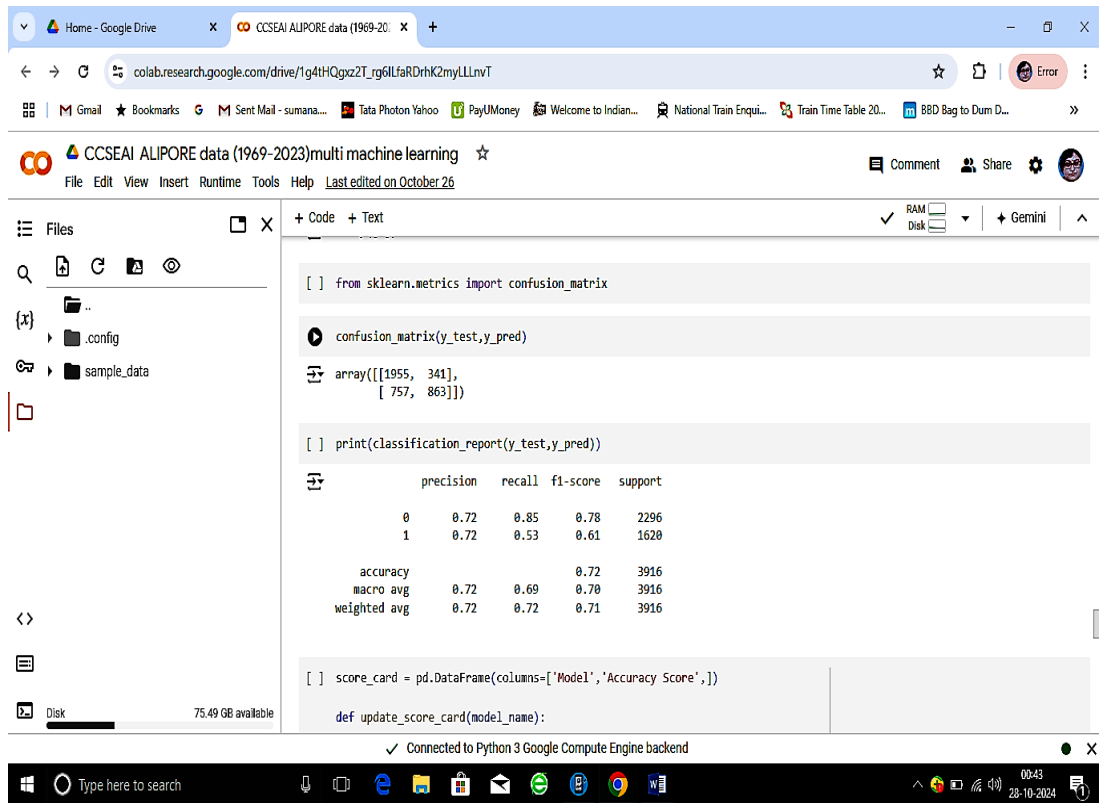 Home - Google Drive
CCSEAI ALIPORE data (1969-20
colab.research.google.com/drive/1g4tHQgxz2T_rg6ILfaRDrhK2myLLLnvT
Error
Gmail Bookmarks G Sent Mail - sumana.... Tata Photon Yahoo PayUMoney Welcome to Indian... National Train Enqui... Train Time Table 20... BBD Bag to Dum D... »
CCSEAI ALIPORE data (1969-2023)multi machine learning
Comment Share
File Edit View Insert Runtime Tools Help Last edited on October 26
Files
+ Code + Text
RAM
Disk
Gemini
[ ] from sklearn.metrics import confusion_matrix
..
{x}
.config
sample_data
confusion_matrix(y_test,y_pred)
array([[1955, 341],
[ 757, 863]])
[ ] print(classification_report(y_test,y_pred))
precision recall f1-score support
0 0.72 0.85 0.78 2296
1 0.72 0.53 0.61 1620
accuracy 0.72 3916
macro avg 0.72 0.69 0.70 3916
weighted avg 0.72 0.72 0.71 3916
[ ] score_card = pd.DataFrame(columns=['Model','Accuracy Score',])
def update_score_card(model_name):
Disk 75.49 GB available
Connected to Python 3 Google Compute Engine backend
Type here to search
00:43
28-10-2024
1